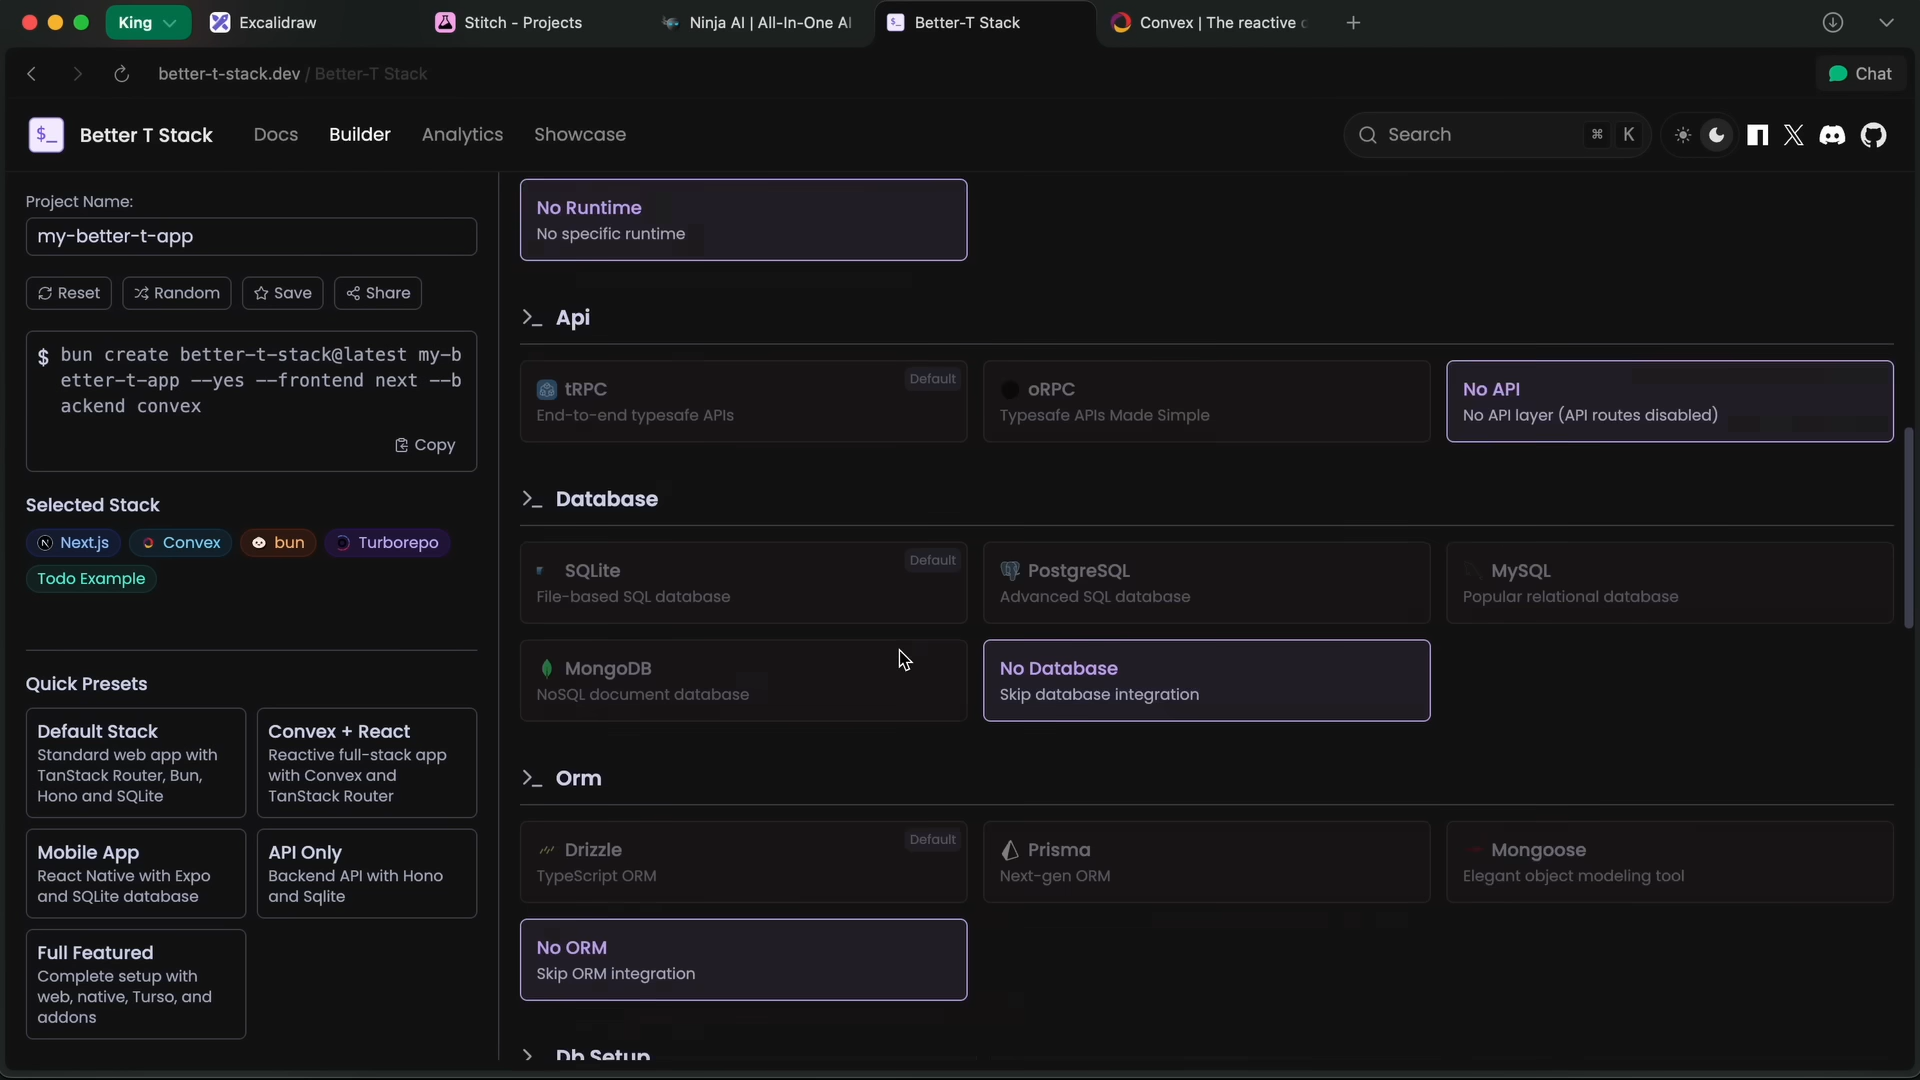 King
Excalidraw
Stitch - Projects
Ninja AI | All-In-One AI
Better-T Stack
Convex | The reactive
better-t-stack.dev / Better-T Stack
Chat
$_ Better T Stack
Docs
Builder
Analytics
Showcase
Search
⌘ K
Project Name:
my-better-t-app
Reset
Random
Save
Share
$ bun create better-t-stack@latest my-b
etter-t-app --yes --frontend next --b
ackend convex
Copy
Selected Stack
Next.js
Convex
bun
Turborepo
Todo Example
Quick Presets
Default Stack
Standard web app with
TanStack Router, Bun,
Hono and SQLite
Convex + React
Reactive full-stack app
with Convex and
TanStack Router
Mobile App
React Native with Expo
and SQLite database
API Only
Backend API with Hono
and Sqlite
Full Featured
Complete setup with
web, native, Turso, and
addons
No Runtime
No specific runtime
>_ Api
tRPC
Default
End-to-end typesafe APIs
oRPC
Typesafe APIs Made Simple
No API
No API layer (API routes disabled)
>_ Database
SQLite
Default
File-based SQL database
PostgreSQL
Advanced SQL database
MySQL
Popular relational database
MongoDB
NoSQL document database
No Database
Skip database integration
>_ Orm
Drizzle
Default
TypeScript ORM
Prisma
Next-gen ORM
Mongoose
Elegant object modeling tool
No ORM
Skip ORM integration
Db Setup